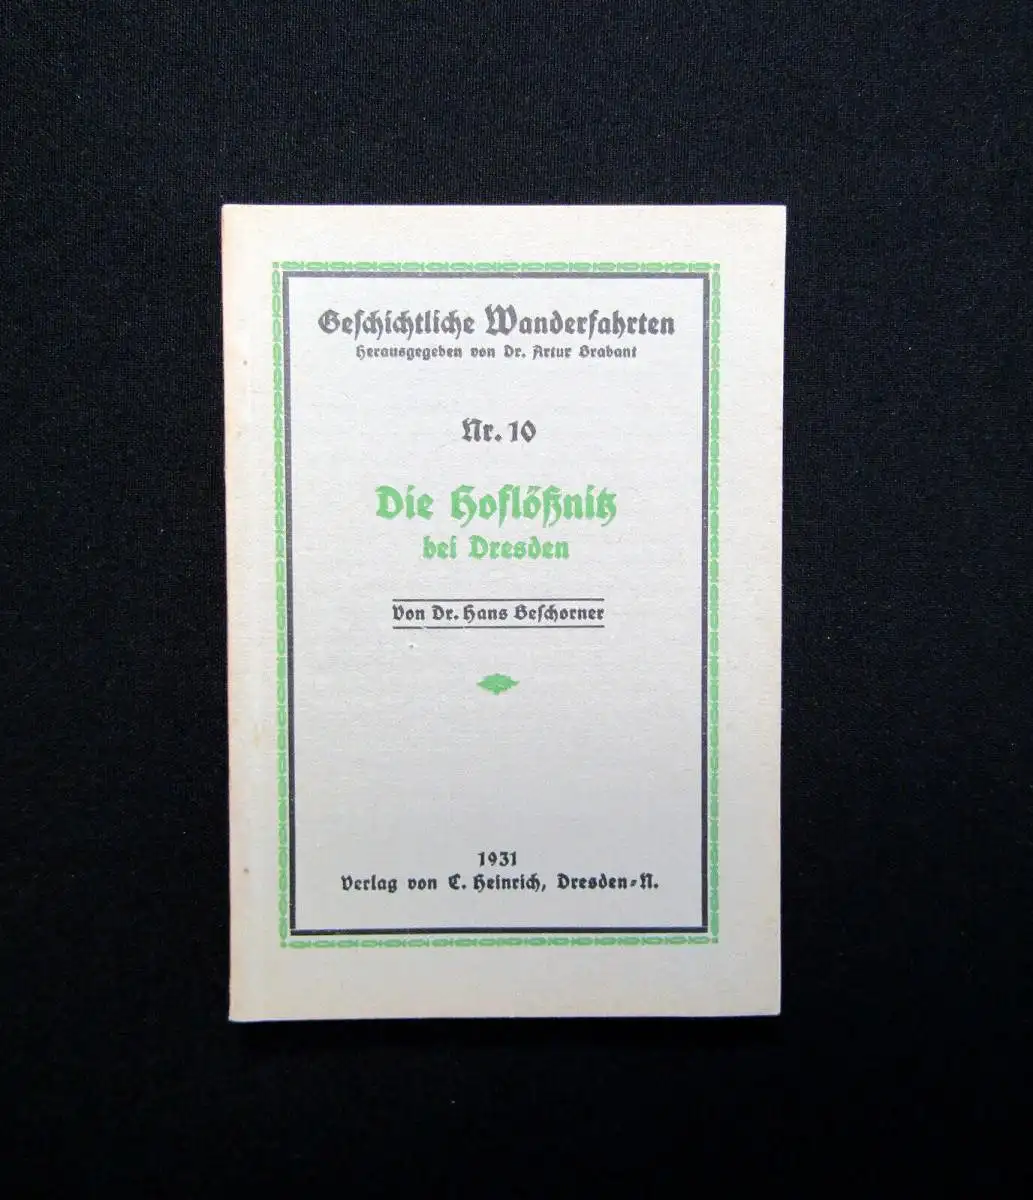 Geschichtliche Wanderfahrten
Herausgegeben von Dr. Artur Brabant
Nr. 10
Die Hoflößnitz
bei Dresden
Von Dr. Hans Beschorner
1931
Verlag von C. Heinrich, Dresden-N.